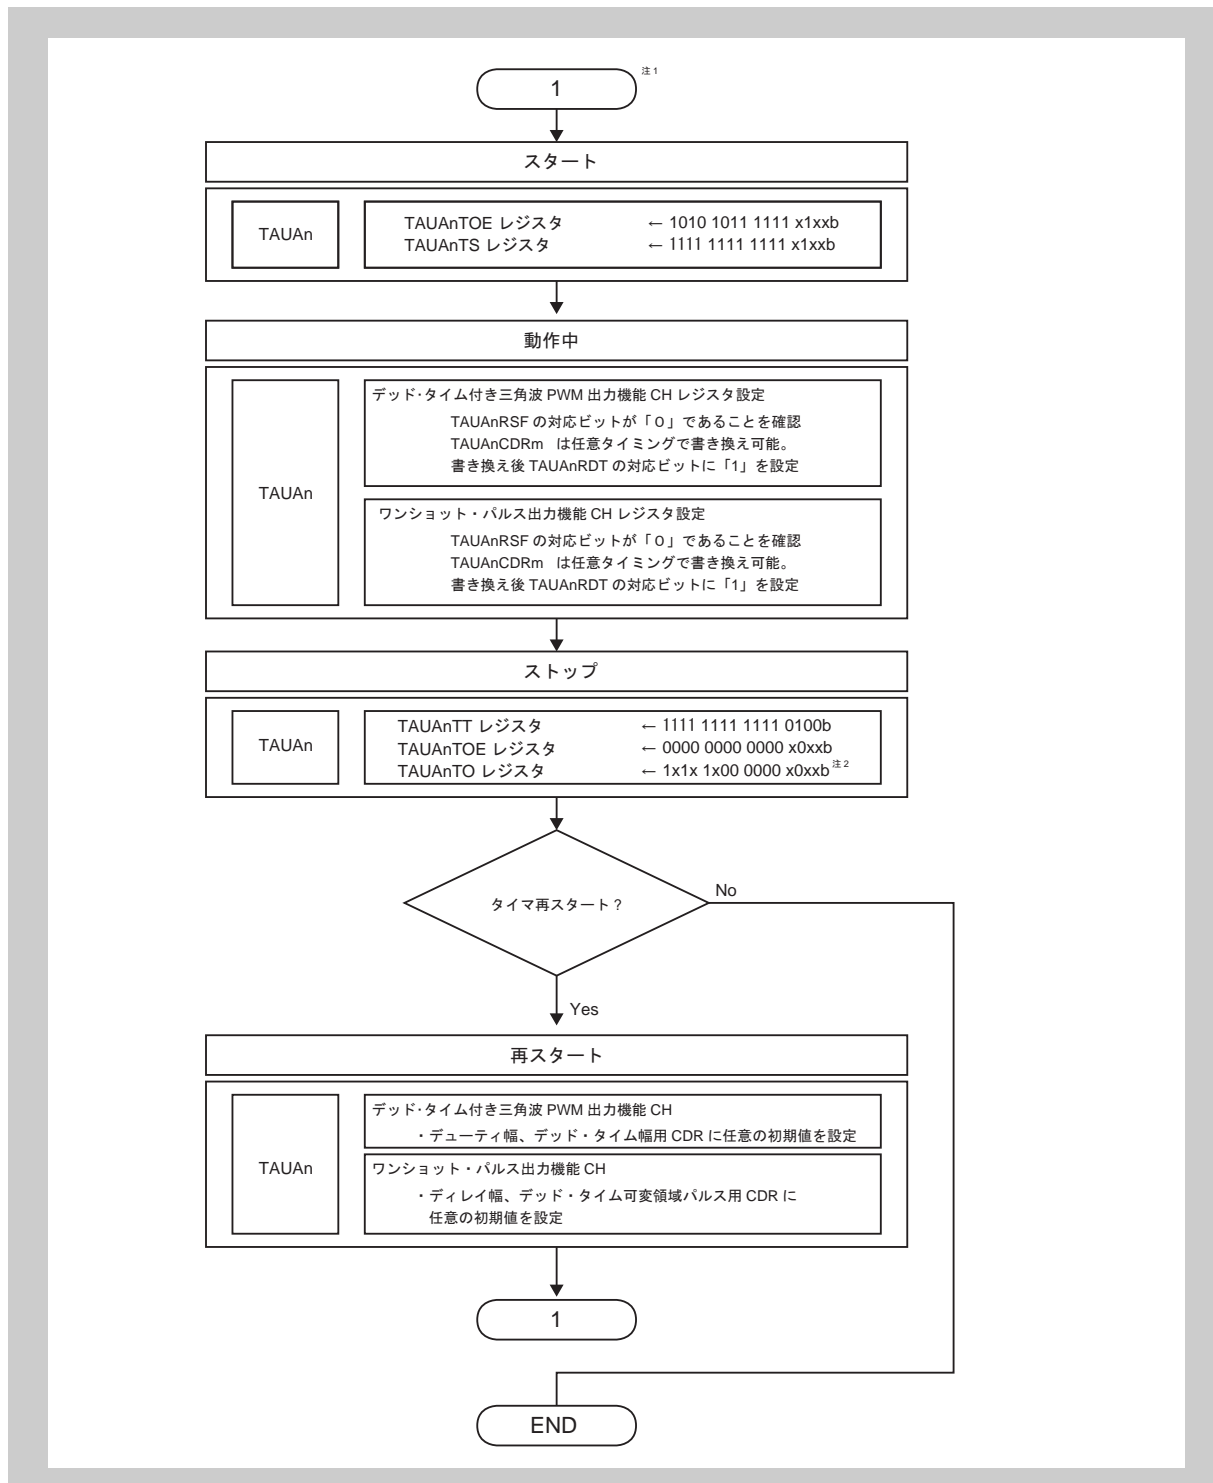 1
注1
スタート
TAUAn
TAUAnTOE レジスタ ← 1010 1011 1111 x1xxb
TAUAnTS レジスタ ← 1111 1111 1111 x1xxb
動作中
TAUAn
デッド・タイム付き三角波 PWM 出力機能 CH レジスタ設定
TAUAnRSF の対応ビットが「0」であることを確認
TAUAnCDRm は任意タイミングで書き換え可能。
書き換え後 TAUAnRDT の対応ビットに「1」を設定
ワンショット・パルス出力機能 CH レジスタ設定
TAUAnRSF の対応ビットが「0」であることを確認
TAUAnCDRm は任意タイミングで書き換え可能。
書き換え後 TAUAnRDT の対応ビットに「1」を設定
ストップ
TAUAn
TAUAnTT レジスタ ← 1111 1111 1111 0100b
TAUAnTOE レジスタ ← 0000 0000 0000 x0xxb
TAUAnTO レジスタ ← 1x1x 1x00 0000 x0xxb 注2
タイマ再スタート?
No
Yes
再スタート
TAUAn
デッド・タイム付き三角波 PWM 出力機能 CH
・デューティ幅、デッド・タイム幅用 CDR に任意の初期値を設定
ワンショット・パルス出力機能 CH
・ディレイ幅、デッド・タイム可変領域パルス用 CDR に
任意の初期値を設定
1
END